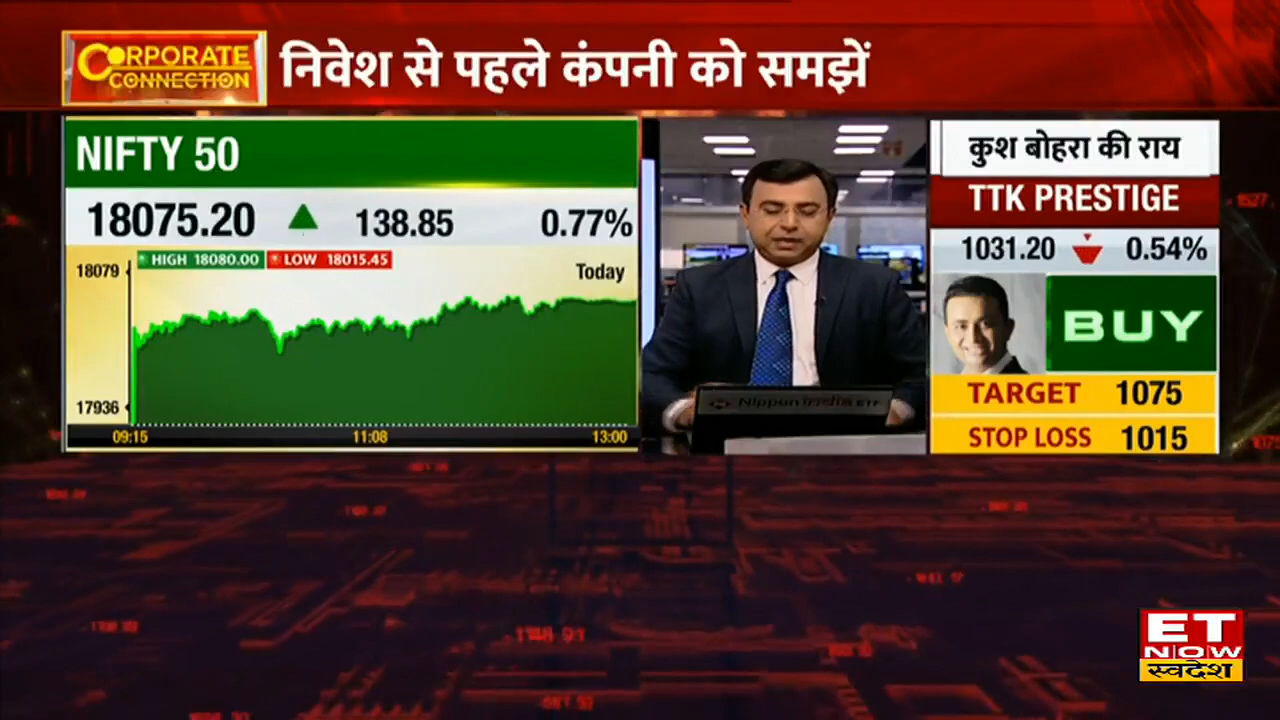 CORPORATE
CONNECTION
निवेश से पहले कंपनी को समझें
NIFTY 50
18075.20 138.85 0.77%
HIGH 18080.00 LOW 18015.45
Today
18079
17936
09:15 11:08 13:00
Nippon India ETF
कुश बोहरा की राय
TTK PRESTIGE
1031.20 0.54%
BUY
TARGET 1075
STOP LOSS 1015
ET
NOW
स्वदेश